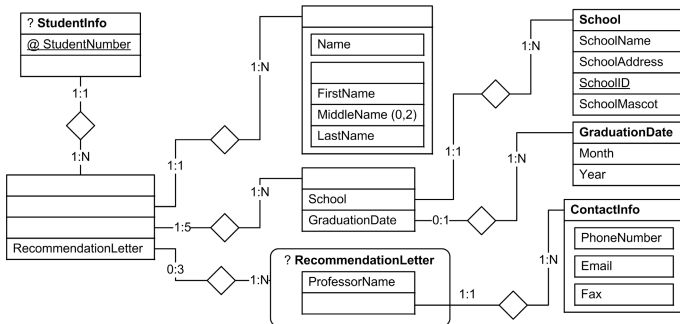 ? StudentInfo
@ StudentNumber
1:1
1:N
RecommendationLetter
1:1
1:N
Name
FirstName
MiddleName (0,2)
LastName
1:5
1:N
School
GraduationDate
0:3
1:N
? RecommendationLetter
ProfessorName
1:1
1:N
School
SchoolName
SchoolAddress
SchoolID
SchoolMascot
0:1
1:N
GraduationDate
Month
Year
1:1
1:N
ContactInfo
PhoneNumber
Email
Fax